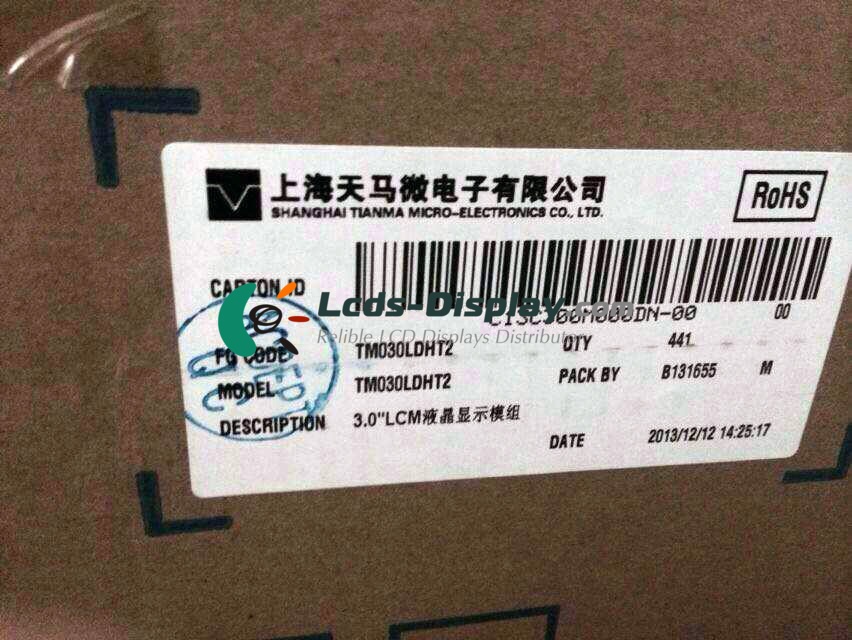 上海天马微电子有限公司
SHANGHAI TIANMA MICRO-ELECTRONICS CO., LTD.
RoHS
CARTON ID
00
Lcds-Display.com
Relible LCD Displays Distributer
FG CODE TM030LDHT2 QTY 441
MODEL TM030LDHT2 PACK BY B131655 M
DESCRIPTION 3.0"LCM液晶显示模组
DATE 2013/12/12 14:25:17